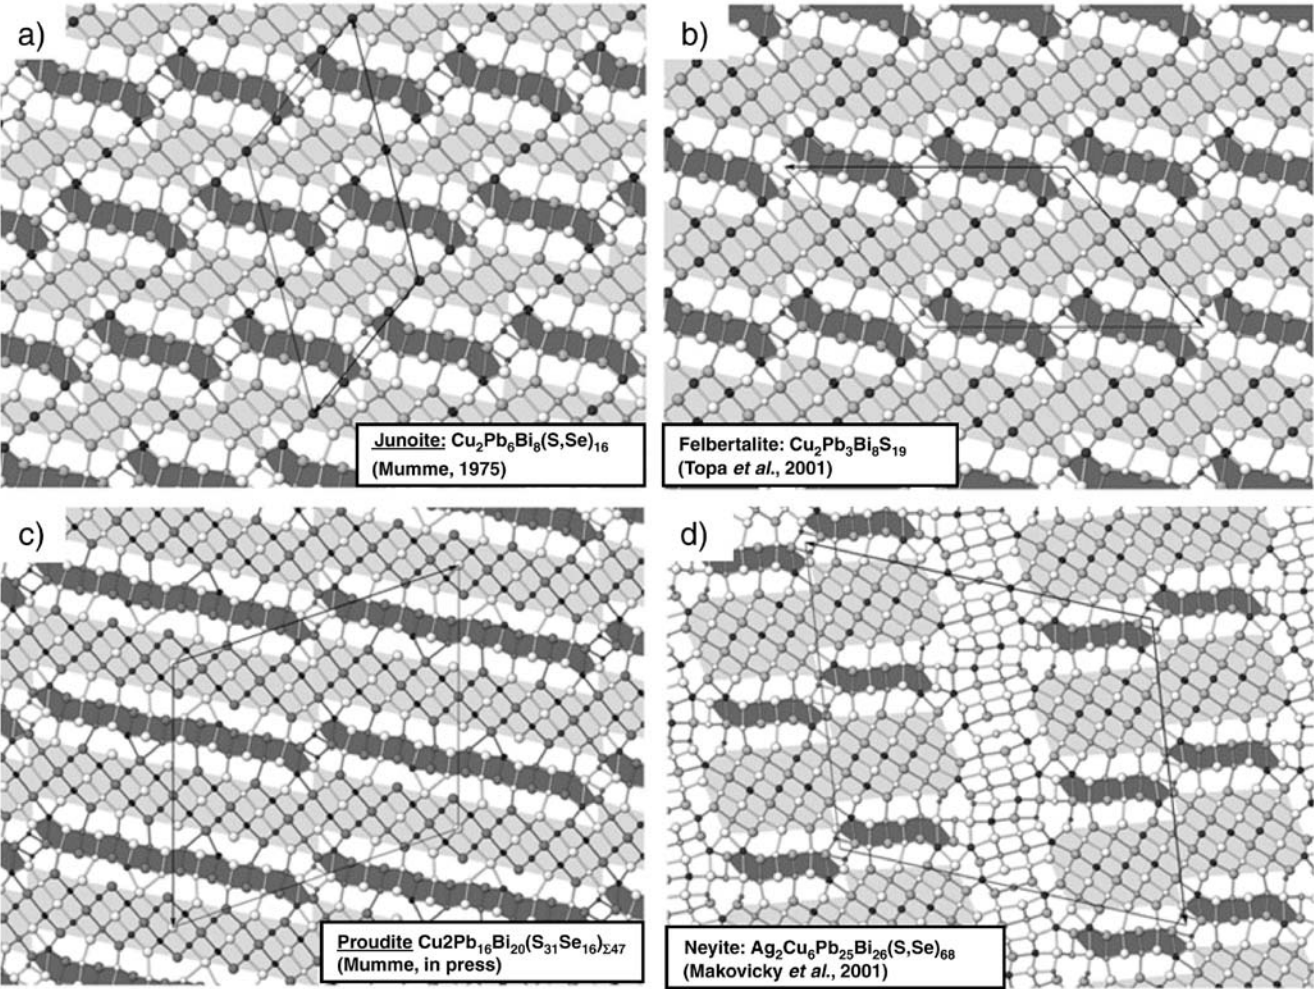 a)
b)
Junoite: Cu₂Pb₆Bi₈(S,Se)₁₆
(Mumme, 1975)
Felbertalite: Cu₂Pb₃Bi₈S₁₉
(Topa et al., 2001)
c)
d)
Proudite Cu2Pb₁₆Bi₂₀(S₃₁Se₁₆)Σ₄₇
(Mumme, in press)
Neyite: Ag₂Cu₆Pb₂₅Bi₂₆(S,Se)₆₈
(Makovicky et al., 2001)